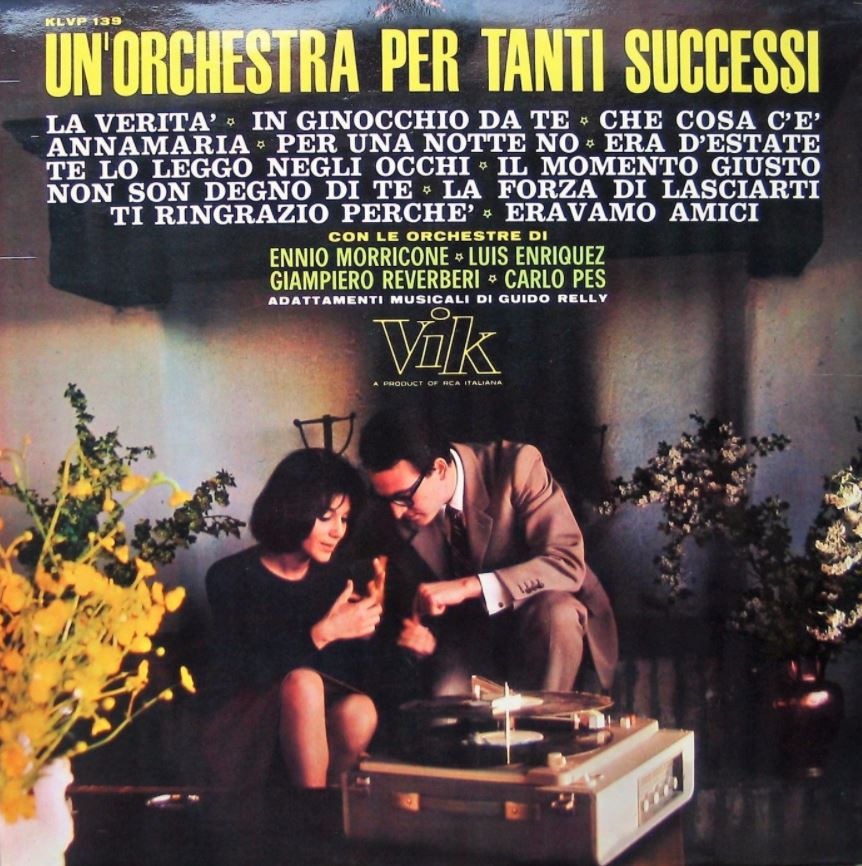 KLVP 139
UN'ORCHESTRA PER TANTI SUCCESSI
LA VERITA' ☆ IN GINOCCHIO DA TE ☆ CHE COSA C'E'
ANNAMARIA ☆ PER UNA NOTTE NO ☆ ERA D'ESTATE
TE LO LEGGO NEGLI OCCHI ☆ IL MOMENTO GIUSTO
NON SON DEGNO DI TE ☆ LA FORZA DI LASCIARTI
TI RINGRAZIO PERCHE' ☆ ERAVAMO AMICI
CON LE ORCHESTRE DI
ENNIO MORRICONE ☆ LUIS ENRIQUEZ
GIAMPIERO REVERBERI ☆ CARLO PES
ADATTAMENTI MUSICALI DI GUIDO RELLY
Vik
A PRODUCT OF RCA ITALIANA